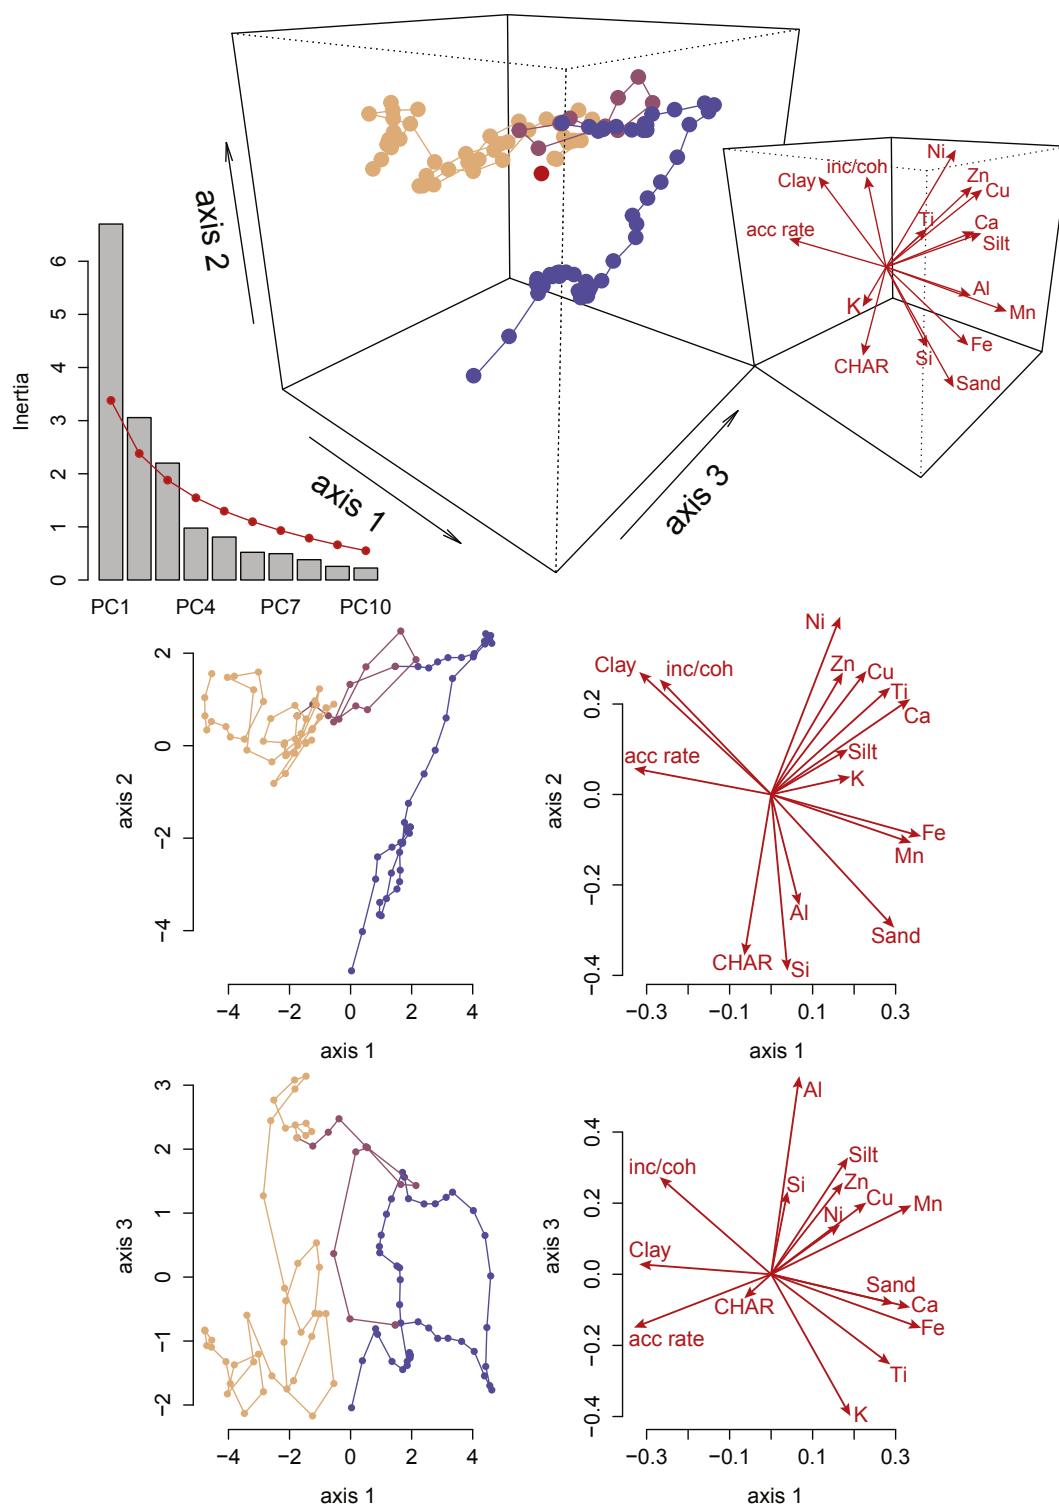 axis 2
axis 1
axis 3
Ni
inc/coh
Clay
Zn
Cu
Ti
Ca
Silt
acc rate
Al
Mn
K
Fe
Si
CHAR
Sand
Inertia
6
5
4
3
2
1
0
PC1 PC4 PC7 PC10
axis 2
2
0
−2
−4
−4 −2 0 2 4
axis 1
axis 2
0.2
0.0
−0.2
−0.4
Ni
Clay
inc/coh
Zn
Cu
Ti
Ca
Silt
acc rate
K
Fe
Mn
Al
Sand
CHAR
Si
−0.3 −0.1 0.1 0.3
axis 1
axis 3
3
2
1
0
−1
−2
−4 −2 0 2 4
axis 1
axis 3
0.4
0.2
0.0
−0.2
−0.4
Al
Silt
inc/coh
Si
Zn
Cu
Mn
Ni
Clay
Sand
CHAR
Ca
acc rate
Fe
Ti
K
−0.3 −0.1 0.1 0.3
axis 1